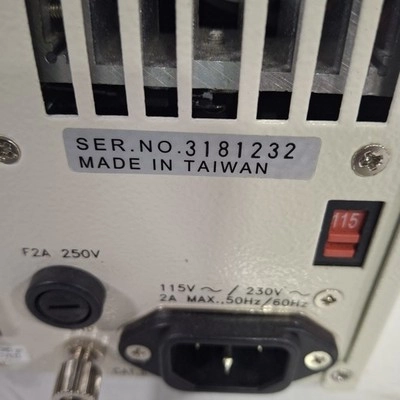 SER.NO.3181232
MADE IN TAIWAN
115
F2A 250V
115V ~ / 230V ~
2A MAX.,50Hz/60Hz